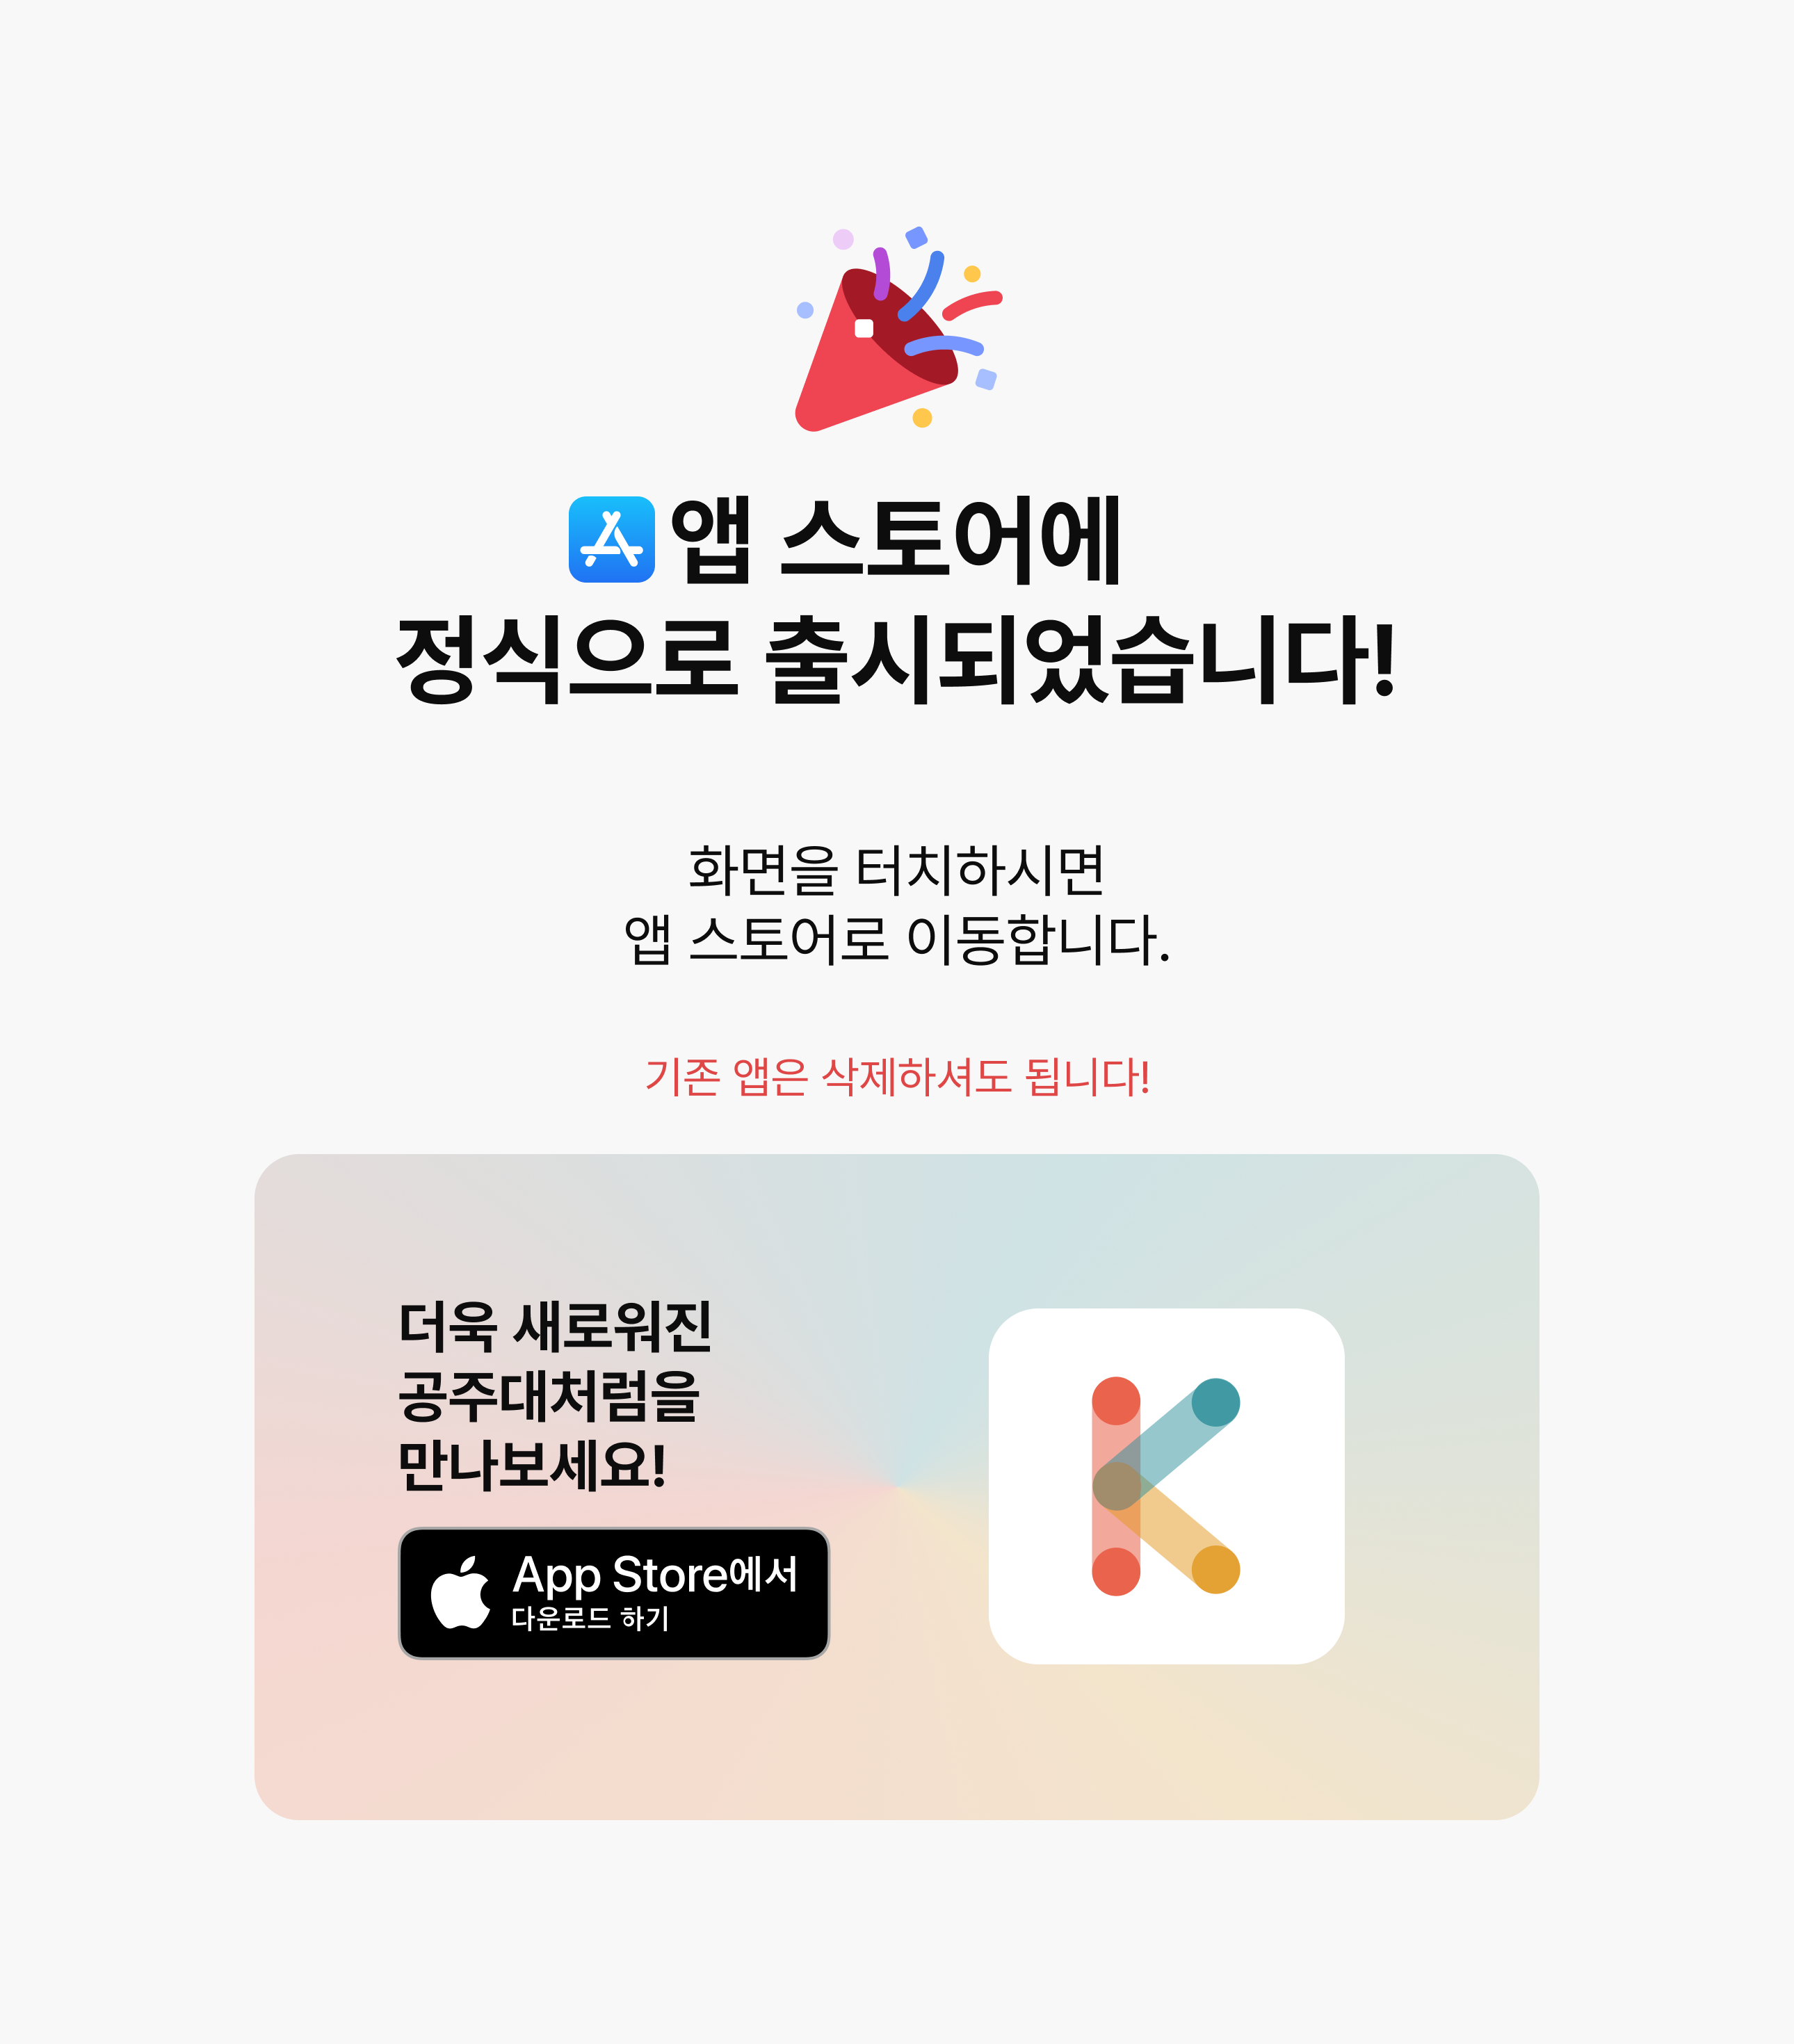 앱 스토어에
정식으로 출시되었습니다!
화면을 터치하시면
앱 스토어로 이동합니다.
기존 앱은 삭제하셔도 됩니다!
더욱 새로워진
공주대처럼을
만나보세요!
App Store에서
다운로드 하기